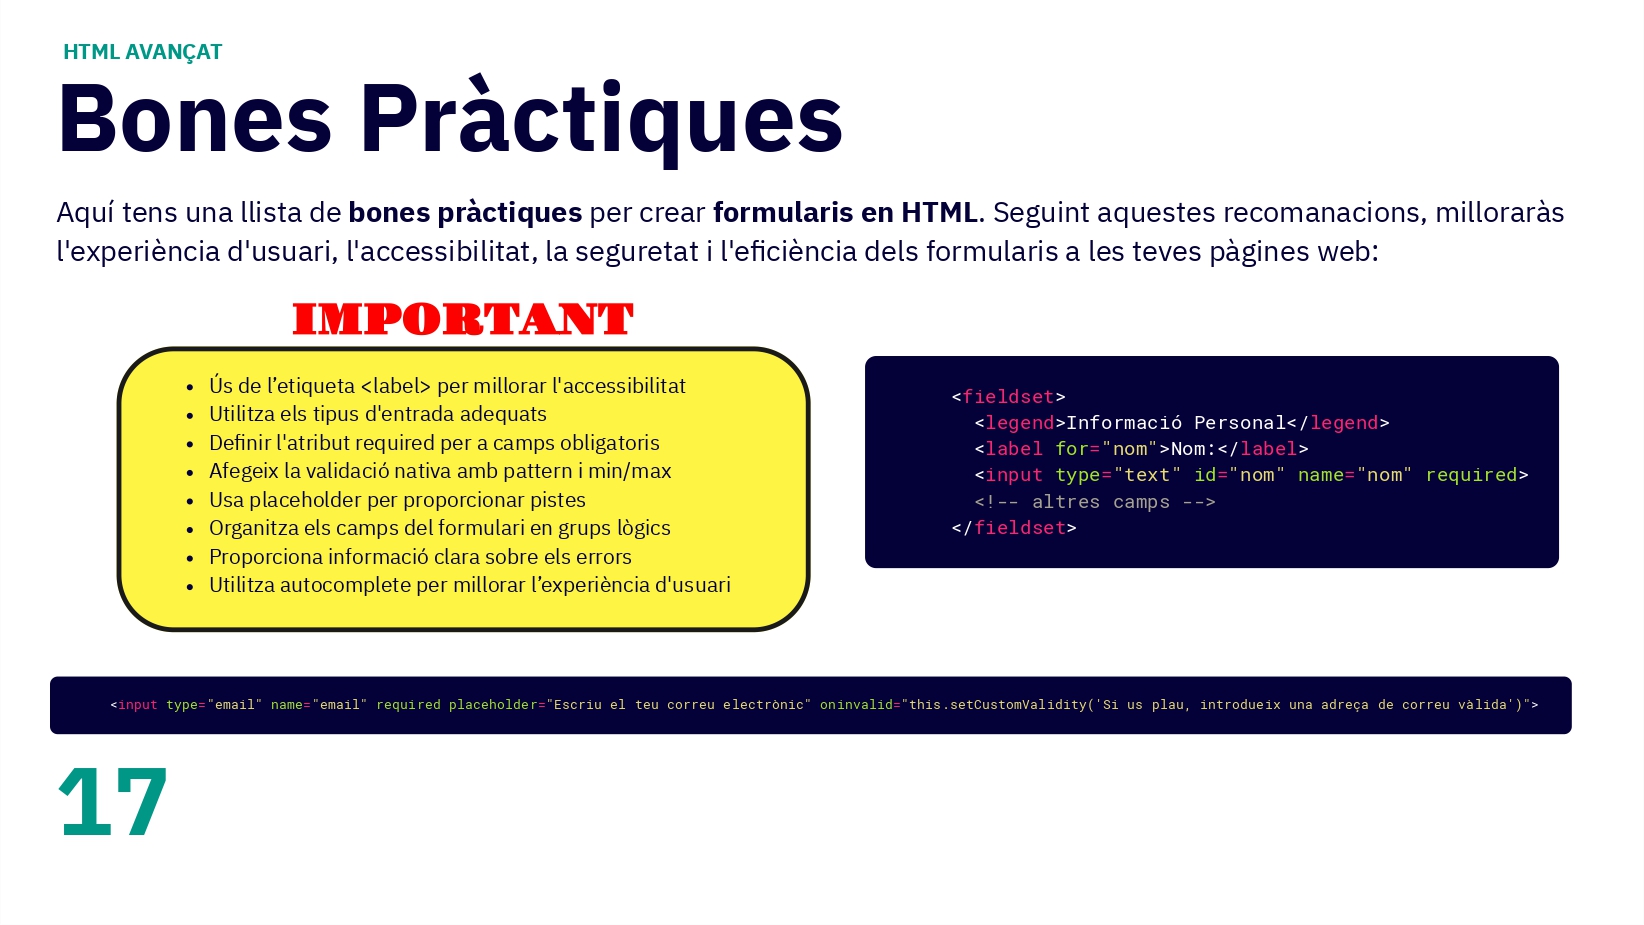 HTML AVANÇAT
Bones Pràctiques
Aquí tens una llista de bones pràctiques per crear formularis en HTML. Seguint aquestes recomanacions, milloraràs
l'experiència d'usuari, l'accessibilitat, la seguretat i l'eficiència dels formularis a les teves pàgines web:
IMPORTANT
• Ús de l’etiqueta <label> per millorar l'accessibilitat
• Utilitza els tipus d'entrada adequats
• Definir l'atribut required per a camps obligatoris
• Afegeix la validació nativa amb pattern i min/max
• Usa placeholder per proporcionar pistes
• Organitza els camps del formulari en grups lògics
• Proporciona informació clara sobre els errors
• Utilitza autocomplete per millorar l’experiència d'usuari
<fieldset>
  <legend>Informació Personal</legend>
  <label for="nom">Nom:</label>
  <input type="text" id="nom" name="nom" required>
  <!-- altres camps -->
</fieldset>
<input type="email" name="email" required placeholder="Escriu el teu correu electrònic" oninvalid="this.setCustomValidity('Si us plau, introdueix una adreça de correu vàlida')">
17